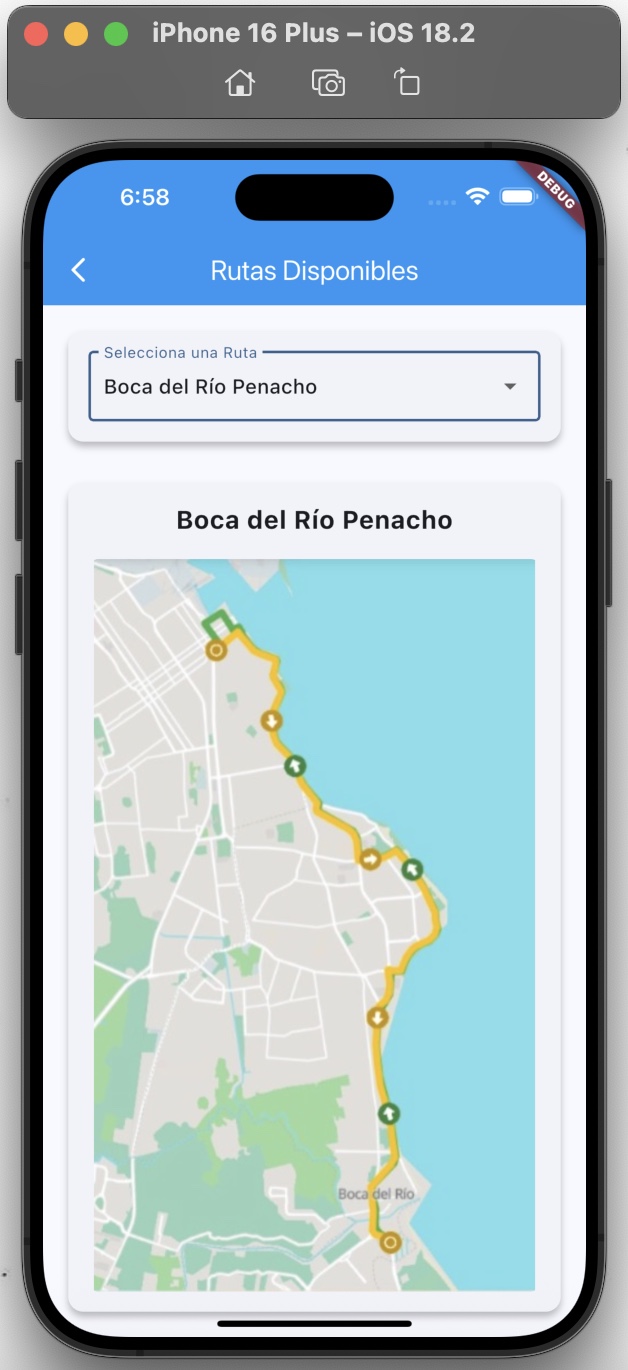 iPhone 16 Plus – iOS 18.2
6:58
DEBUG
Rutas Disponibles
Selecciona una Ruta
Boca del Río Penacho
Boca del Río Penacho
Boca del Río